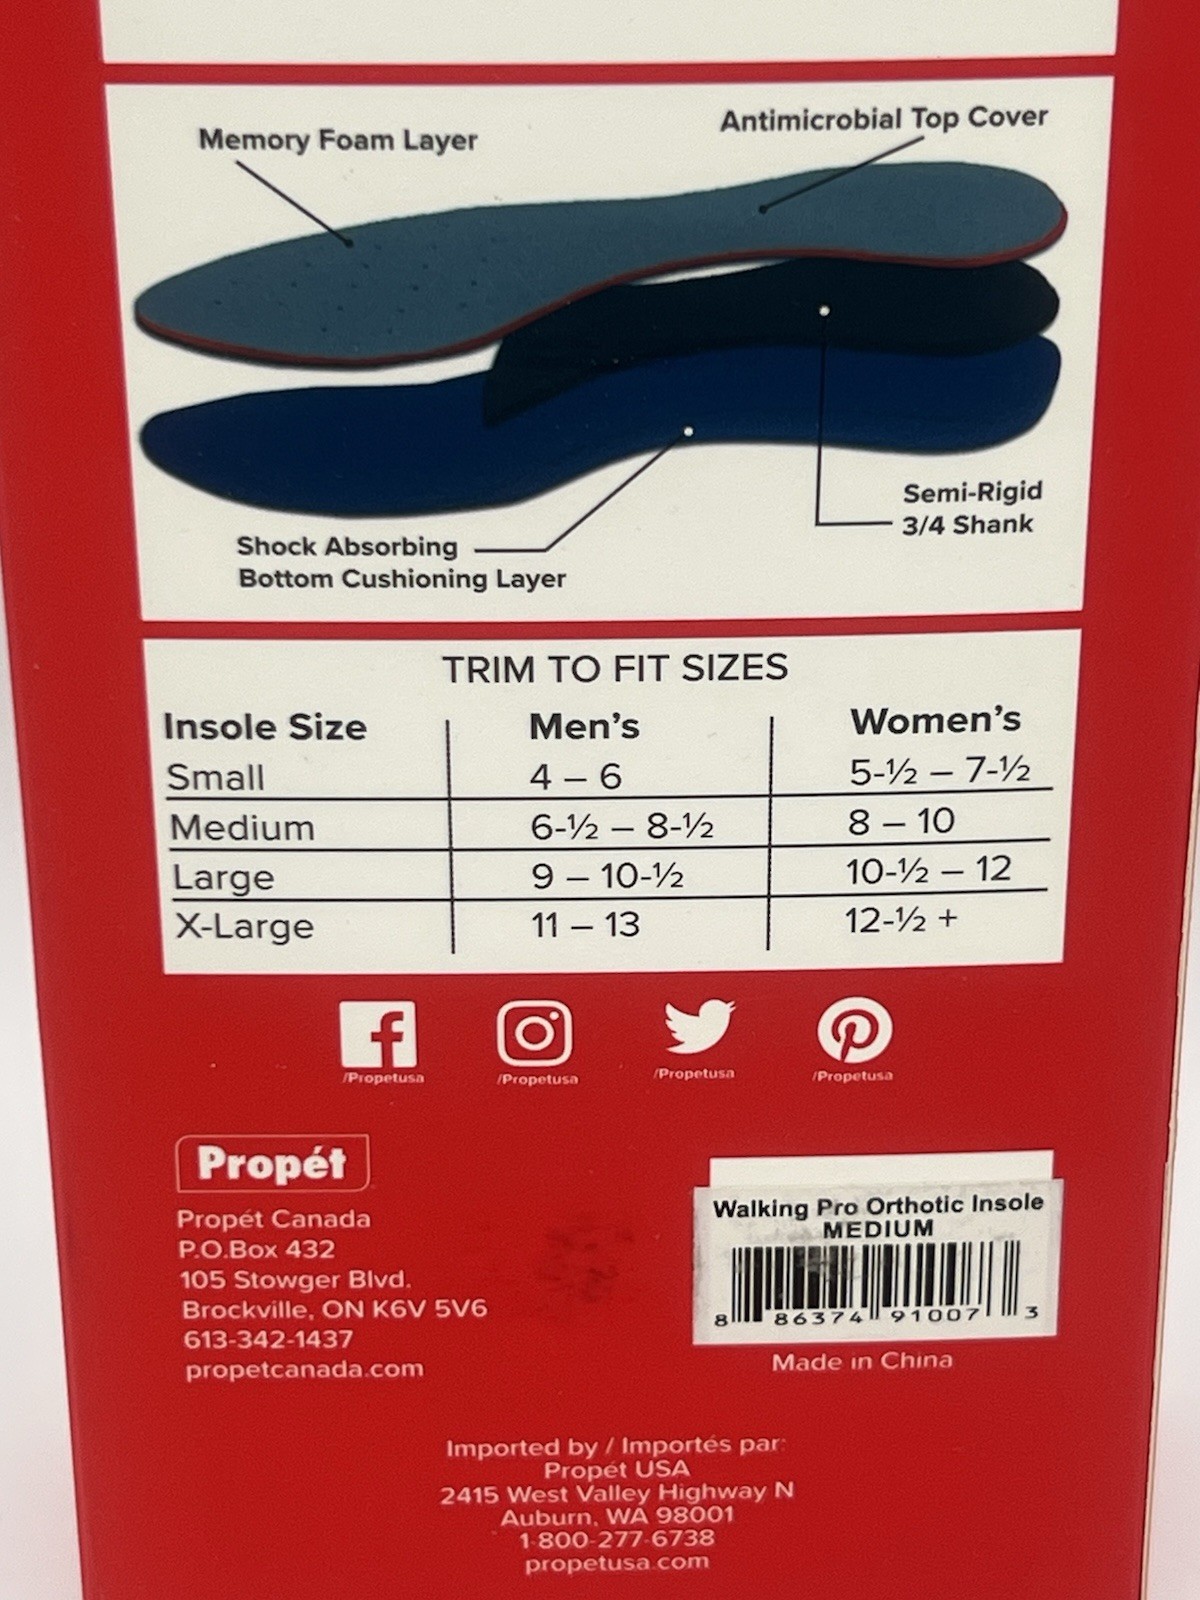 Memory Foam Layer
Antimicrobial Top Cover
Semi-Rigid
3/4 Shank
Shock Absorbing
Bottom Cushioning Layer
TRIM TO FIT SIZES
Insole Size Men's Women's
Small 4 – 6 5-½ – 7-½
Medium 6-½ – 8-½ 8 – 10
Large 9 – 10-½ 10-½ – 12
X-Large 11 – 13 12-½ +
/Propetusa /Propetusa /Propetusa /Propetusa
Propét
Propét Canada
P.O.Box 432
105 Stowger Blvd.
Brockville, ON K6V 5V6
613-342-1437
propetcanada.com
Walking Pro Orthotic Insole
MEDIUM
8 86374 91007 3
Made in China
Imported by / Importés par:
Propét USA
2415 West Valley Highway N
Auburn, WA 98001
1-800-277-6738
propetusa.com